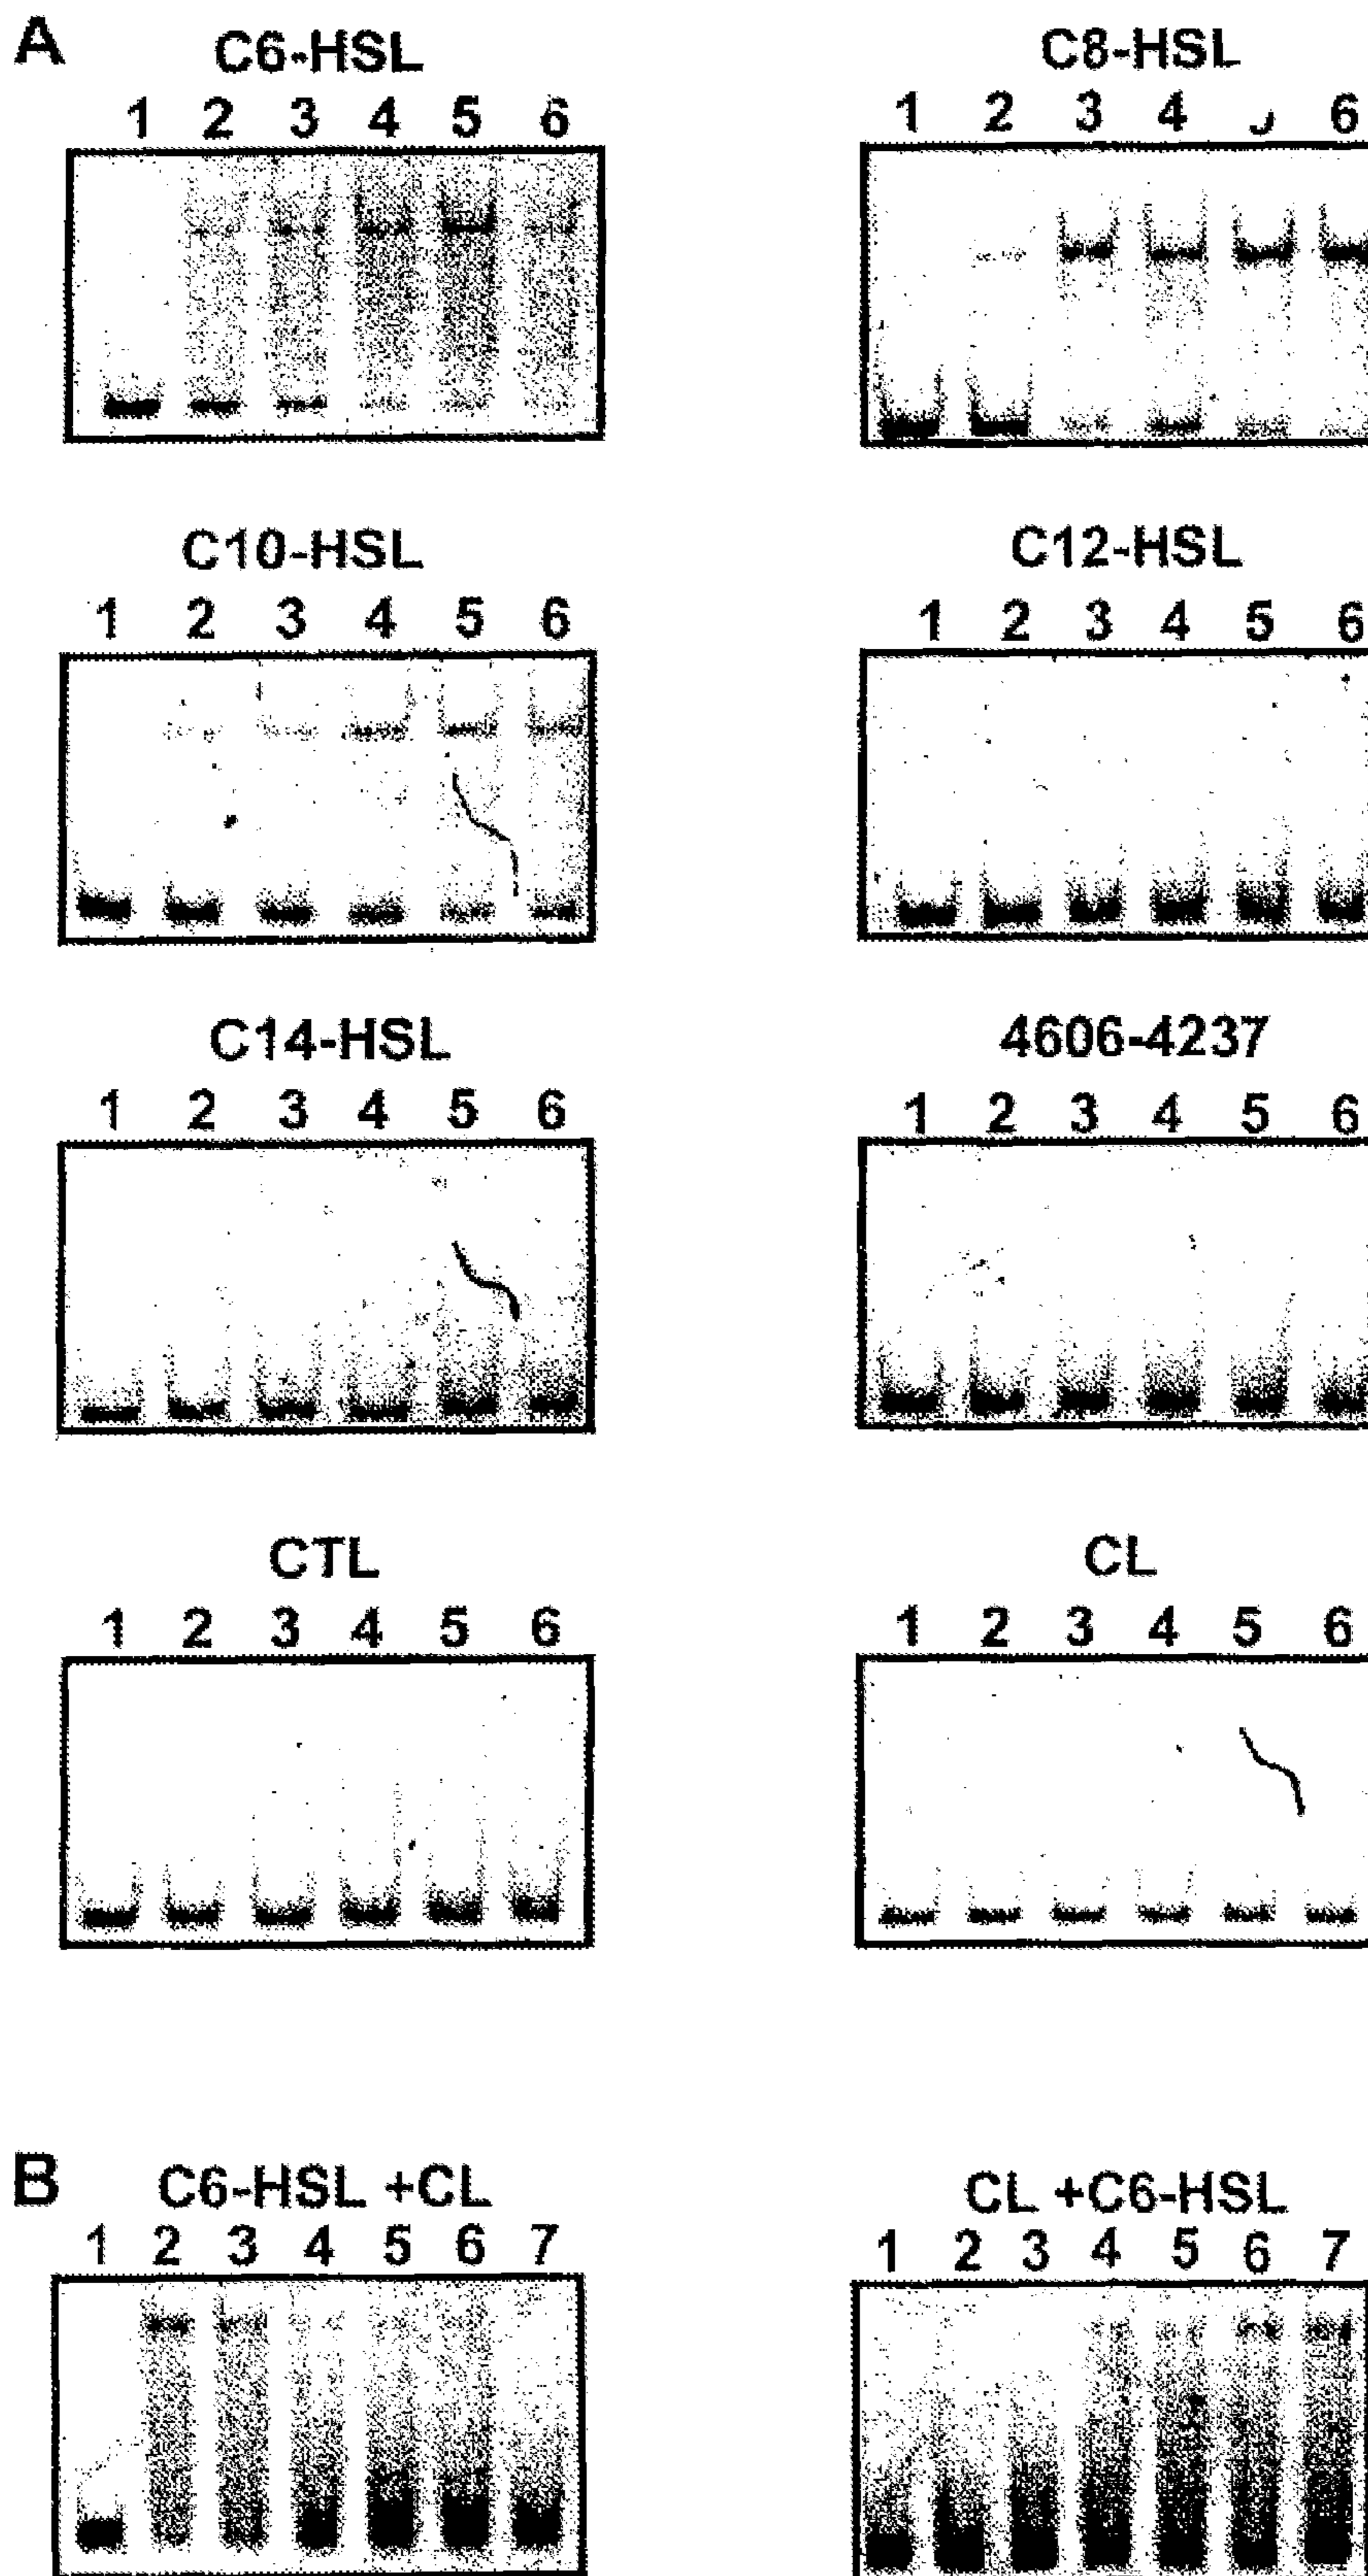 A
C6-HSL
1 2 3 4 5 6
C8-HSL
1 2 3 4 6
C10-HSL
1 2 3 4 5 6
C12-HSL
1 2 3 4 5 6
C14-HSL
1 2 3 4 5 6
4606-4237
1 2 3 4 5 6
CTL
1 2 3 4 5 6
CL
1 2 3 4 5 6
B
C6-HSL +CL
1 2 3 4 5 6 7
CL +C6-HSL
1 2 3 4 5 6 7